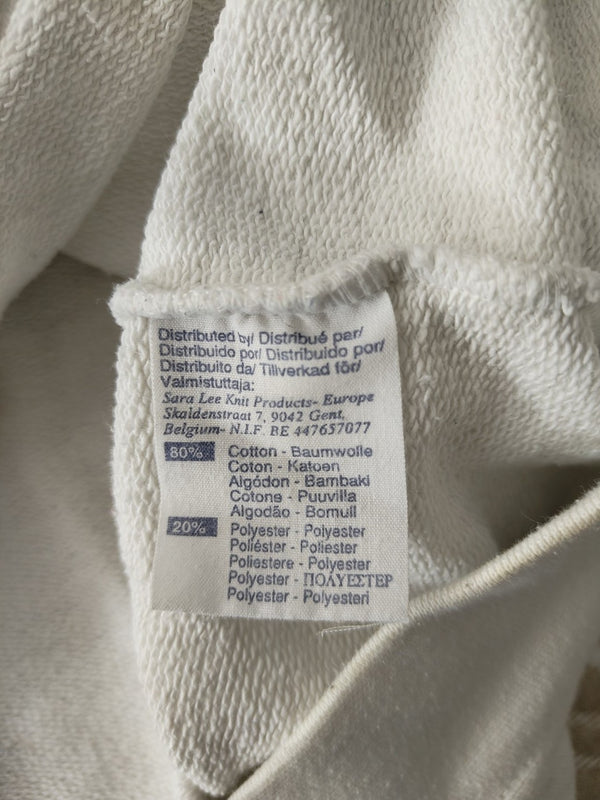 Distributed by/ Distribué par/
Distribuido por/ Distribuido por/
Distribuito da/ Tillverkad för/
Valmistuttaja:
Sara Lee Knit Products- Europe
Skaldenstraat 7, 9042 Gent,
Belgium- N.I.F. BE 447657077
80% Cotton - Baumwolle
Coton - Katoen
Algódon - Bambaki
Cotone - Puuvilla
Algodão - Bomull
20% Polyester - Polyester
Poliéster - Poliester
Poliestere - Polyester
Polyester - ΠΟΛΥΕΣΤΕΡ
Polyester - Polyesteri